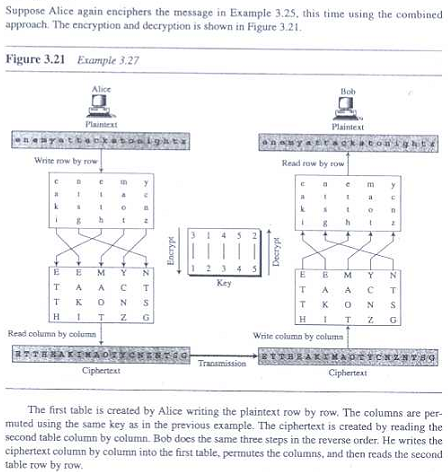 Suppose Alice again enciphers the message in Example 3.25, this time using the combined
approach. The encryption and decryption is shown in Figure 3.21.
Figure 3.21 Example 3.27
Alice
Bob
Plaintext
Plaintext
enemyattackstonightz
enemyattackstonightz
Write row by row
Read row by row
e n e m y
a t t a c
k s t o n
i g h t z
e n e m y
a t t a c
k s t o n
i g h t z
Encrypt
3 1 4 5 2
1 2 3 4 5
Key
Decrypt
E E M Y N
T A A C T
T K O N S
H I T Z G
E E M Y N
T A A C T
T K O N S
H I T Z G
Read column by column
Write column by column
ETTHEAKIMAOTYCNZNTSG
Transmission
ETTHEAKIMAOTYCNZNTSG
Ciphertext
Ciphertext
The first table is created by Alice writing the plaintext row by row. The columns are per-
muted using the same key as in the previous example. The ciphertext is created by reading the
second table column by column. Bob does the same three steps in the reverse order. He writes the
ciphertext column by column into the first table, permutes the columns, and then reads the second
table row by row.